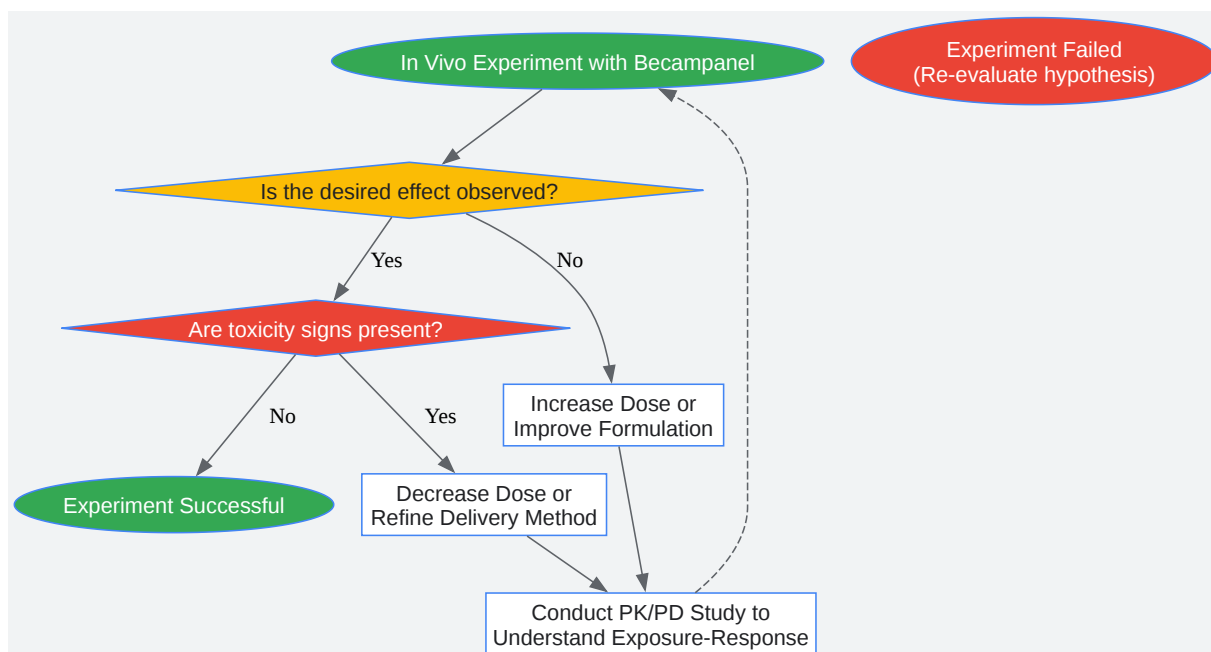 In Vivo Experiment with Becampanel
Experiment Failed
(Re-evaluate hypothesis)
Is the desired effect observed?
Yes
No
Are toxicity signs present?
No
Yes
Increase Dose or
Improve Formulation
Experiment Successful
Decrease Dose or
Refine Delivery Method
Conduct PK/PD Study to
Understand Exposure-Response